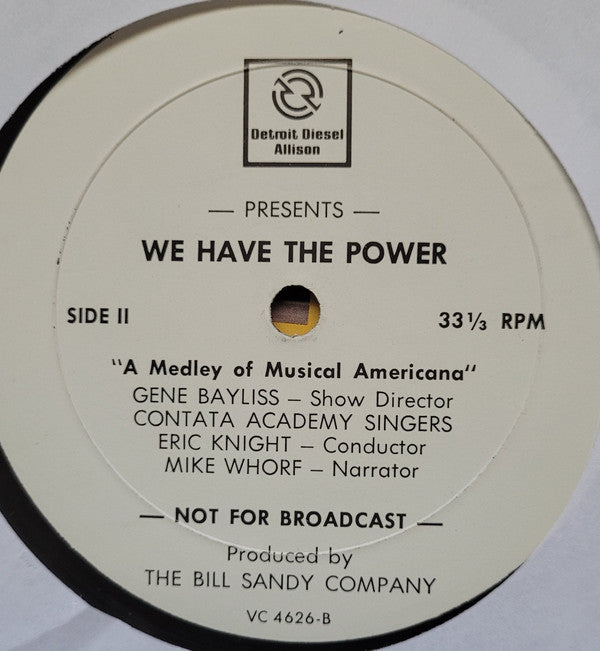 Detroit Diesel
Allison
— PRESENTS —
WE HAVE THE POWER
SIDE II
33 1/3 RPM
"A Medley of Musical Americana"
GENE BAYLISS – Show Director
CONTATA ACADEMY SINGERS
ERIC KNIGHT – Conductor
MIKE WHORF – Narrator
— NOT FOR BROADCAST —
Produced by
THE BILL SANDY COMPANY
VC 4626-B